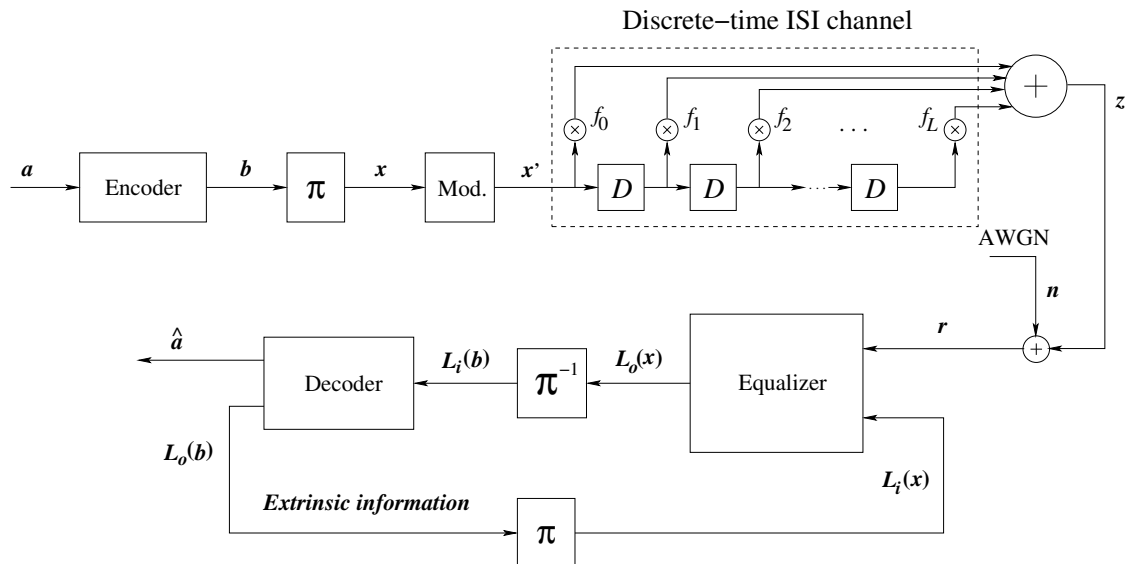 Discrete–time ISI channel
+
z
× f0 × f1 × f2 . . . fL ×
a Encoder b π x Mod. x’ D D ..... D
AWGN
n
r +
â Decoder Li(b) π−1 Lo(x) Equalizer
Lo(b)
Li(x)
Extrinsic information
π